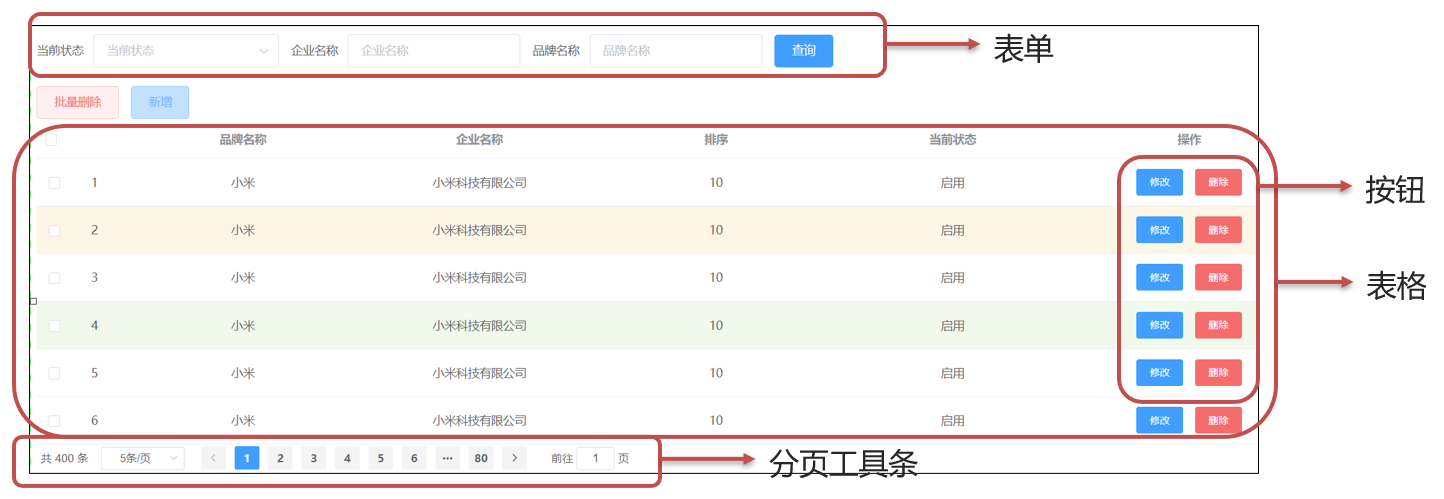 当前状态 当前状态 企业名称 企业名称 品牌名称 品牌名称 查询 表单
批量删除 新增
品牌名称 企业名称 排序 当前状态 操作
1 小米 小米科技有限公司 10 启用 修改 删除 按钮
2 小米 小米科技有限公司 10 启用 修改 删除
3 小米 小米科技有限公司 10 启用 修改 删除 表格
4 小米 小米科技有限公司 10 启用 修改 删除
5 小米 小米科技有限公司 10 启用 修改 删除
6 小米 小米科技有限公司 10 启用 修改 删除
共 400 条 5条/页 < 1 2 3 4 5 6 ··· 80 > 前往 1 页 分页工具条